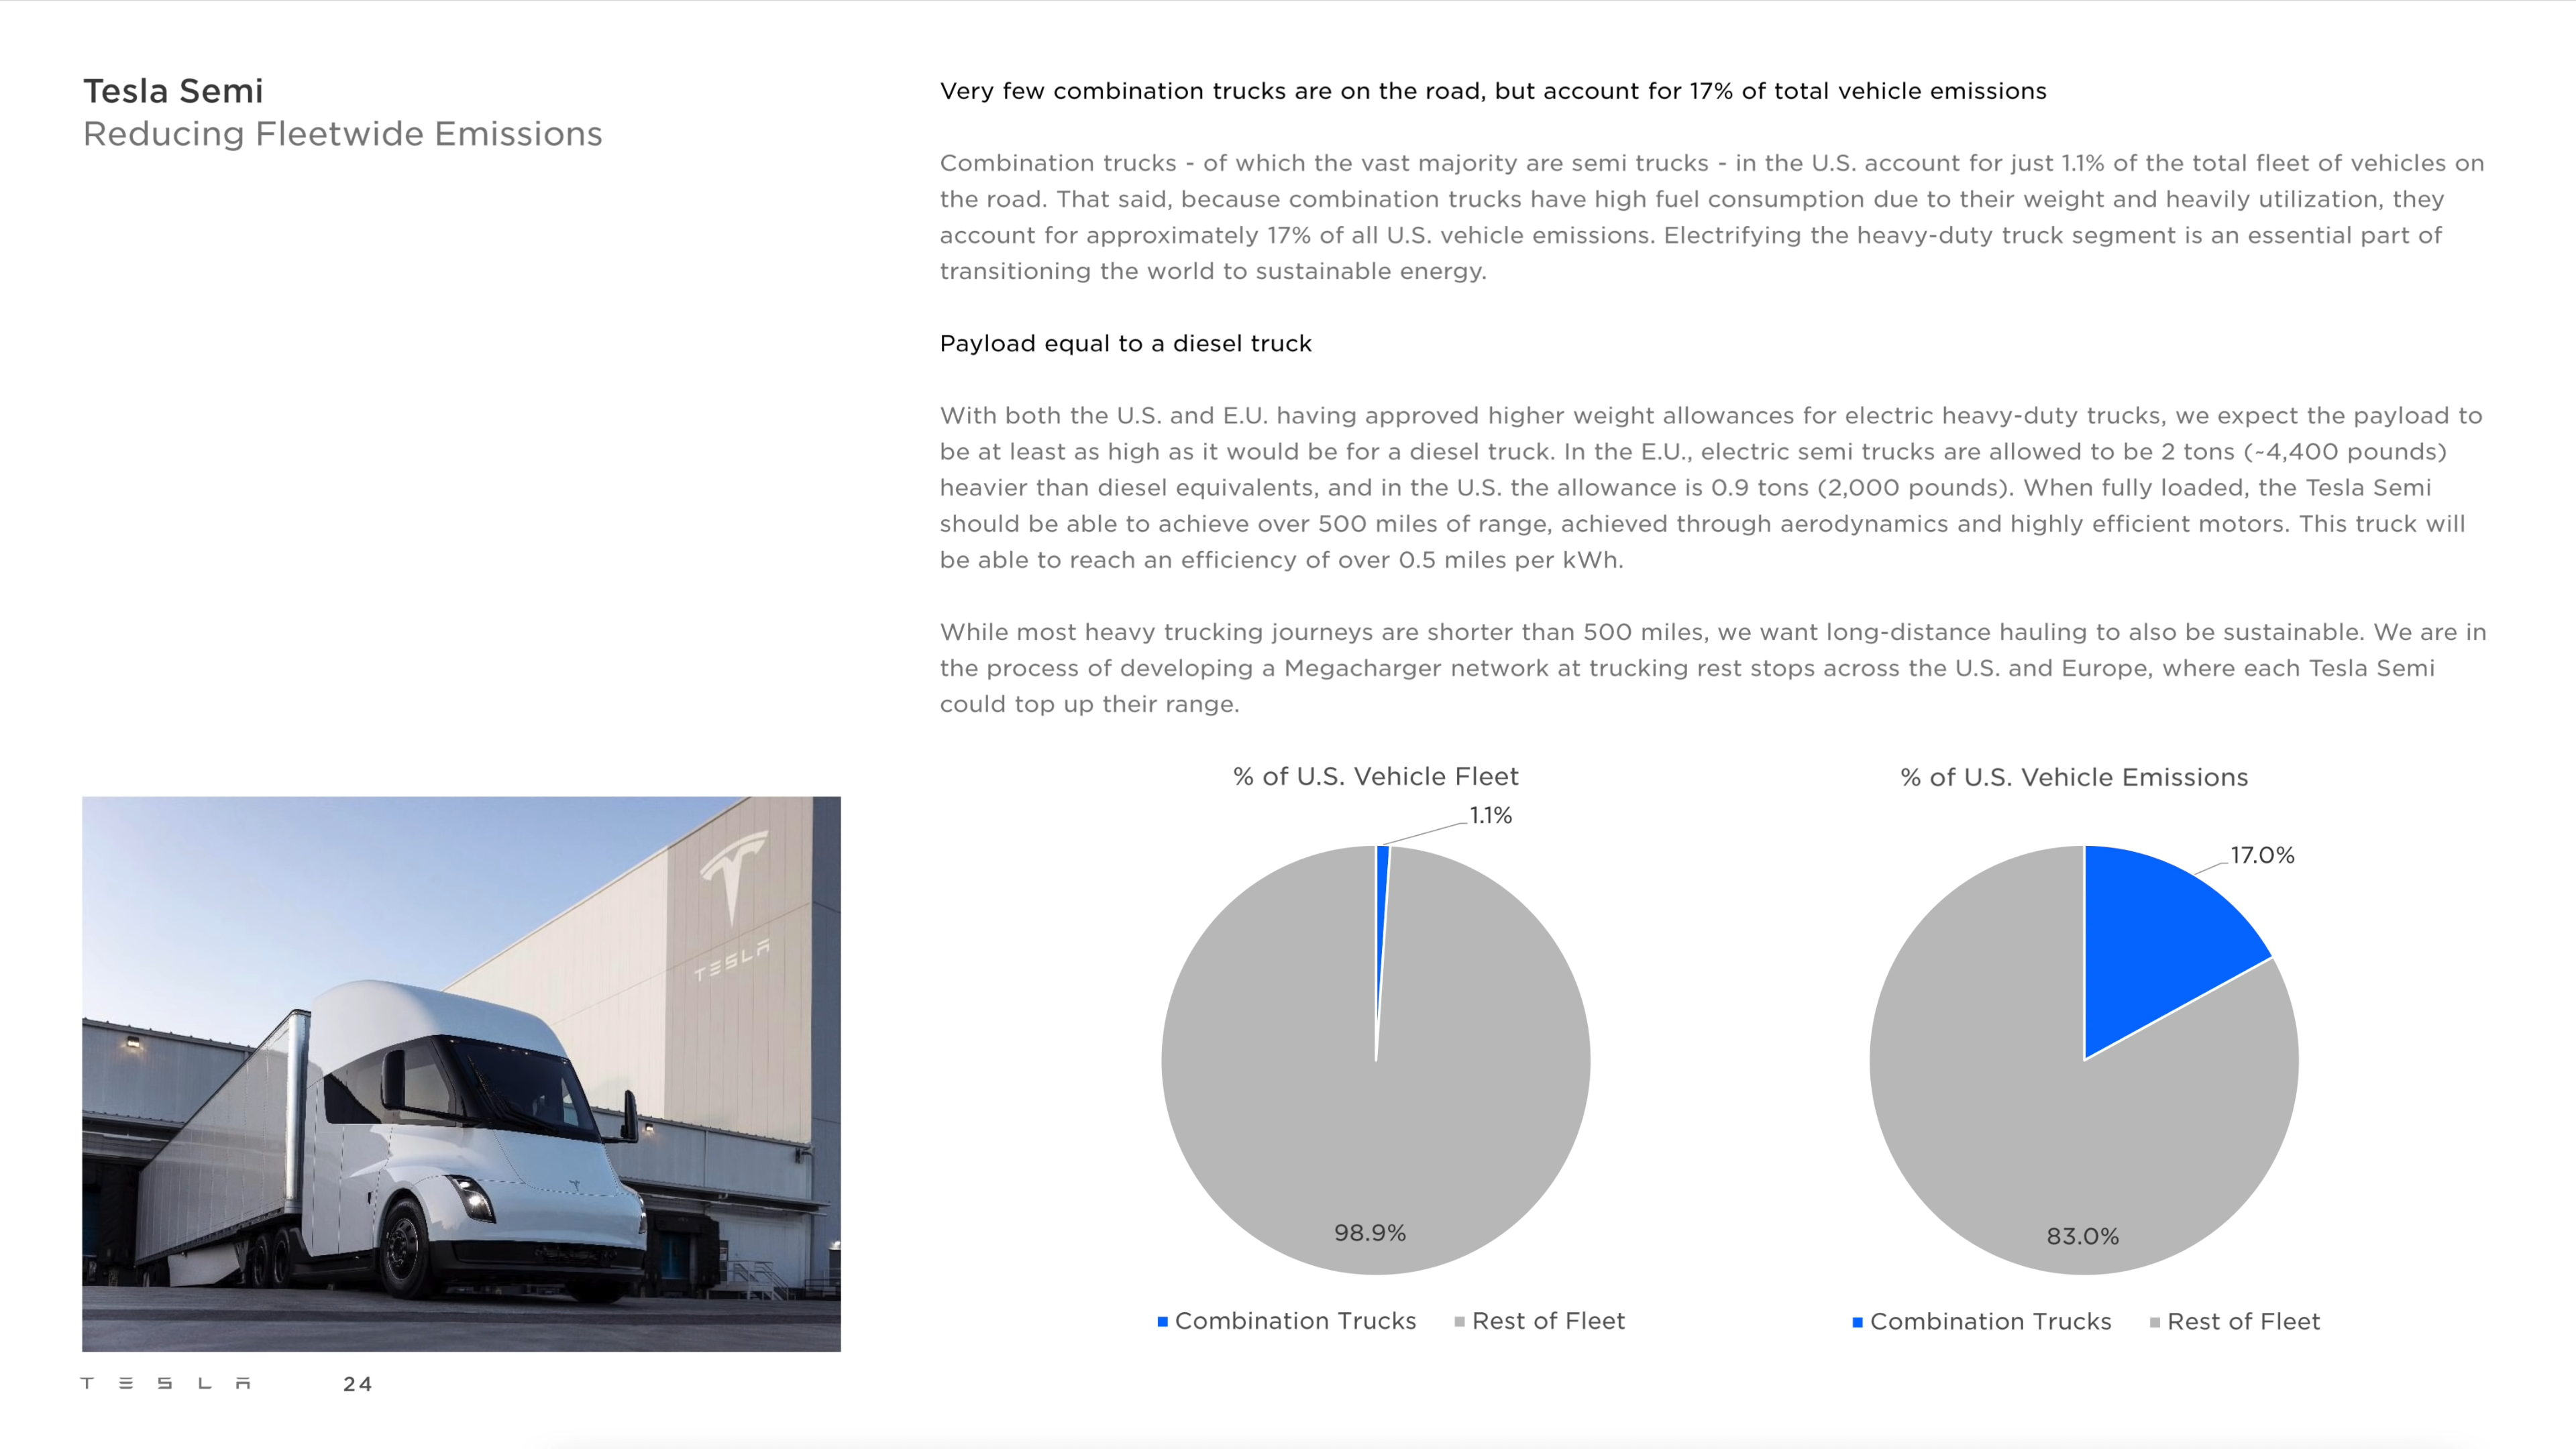 Tesla Semi
Reducing Fleetwide Emissions
Very few combination trucks are on the road, but account for 17% of total vehicle emissions
Combination trucks - of which the vast majority are semi trucks - in the U.S. account for just 1.1% of the total fleet of vehicles on
the road. That said, because combination trucks have high fuel consumption due to their weight and heavily utilization, they
account for approximately 17% of all U.S. vehicle emissions. Electrifying the heavy-duty truck segment is an essential part of
transitioning the world to sustainable energy.
Payload equal to a diesel truck
With both the U.S. and E.U. having approved higher weight allowances for electric heavy-duty trucks, we expect the payload to
be at least as high as it would be for a diesel truck. In the E.U., electric semi trucks are allowed to be 2 tons (~4,400 pounds)
heavier than diesel equivalents, and in the U.S. the allowance is 0.9 tons (2,000 pounds). When fully loaded, the Tesla Semi
should be able to achieve over 500 miles of range, achieved through aerodynamics and highly efficient motors. This truck will
be able to reach an efficiency of over 0.5 miles per kWh.
While most heavy trucking journeys are shorter than 500 miles, we want long-distance hauling to also be sustainable. We are in
the process of developing a Megacharger network at trucking rest stops across the U.S. and Europe, where each Tesla Semi
could top up their range.
% of U.S. Vehicle Fleet
1.1%
98.9%
Combination Trucks
Rest of Fleet
% of U.S. Vehicle Emissions
17.0%
83.0%
Combination Trucks
Rest of Fleet
TESLA
TESLA
24